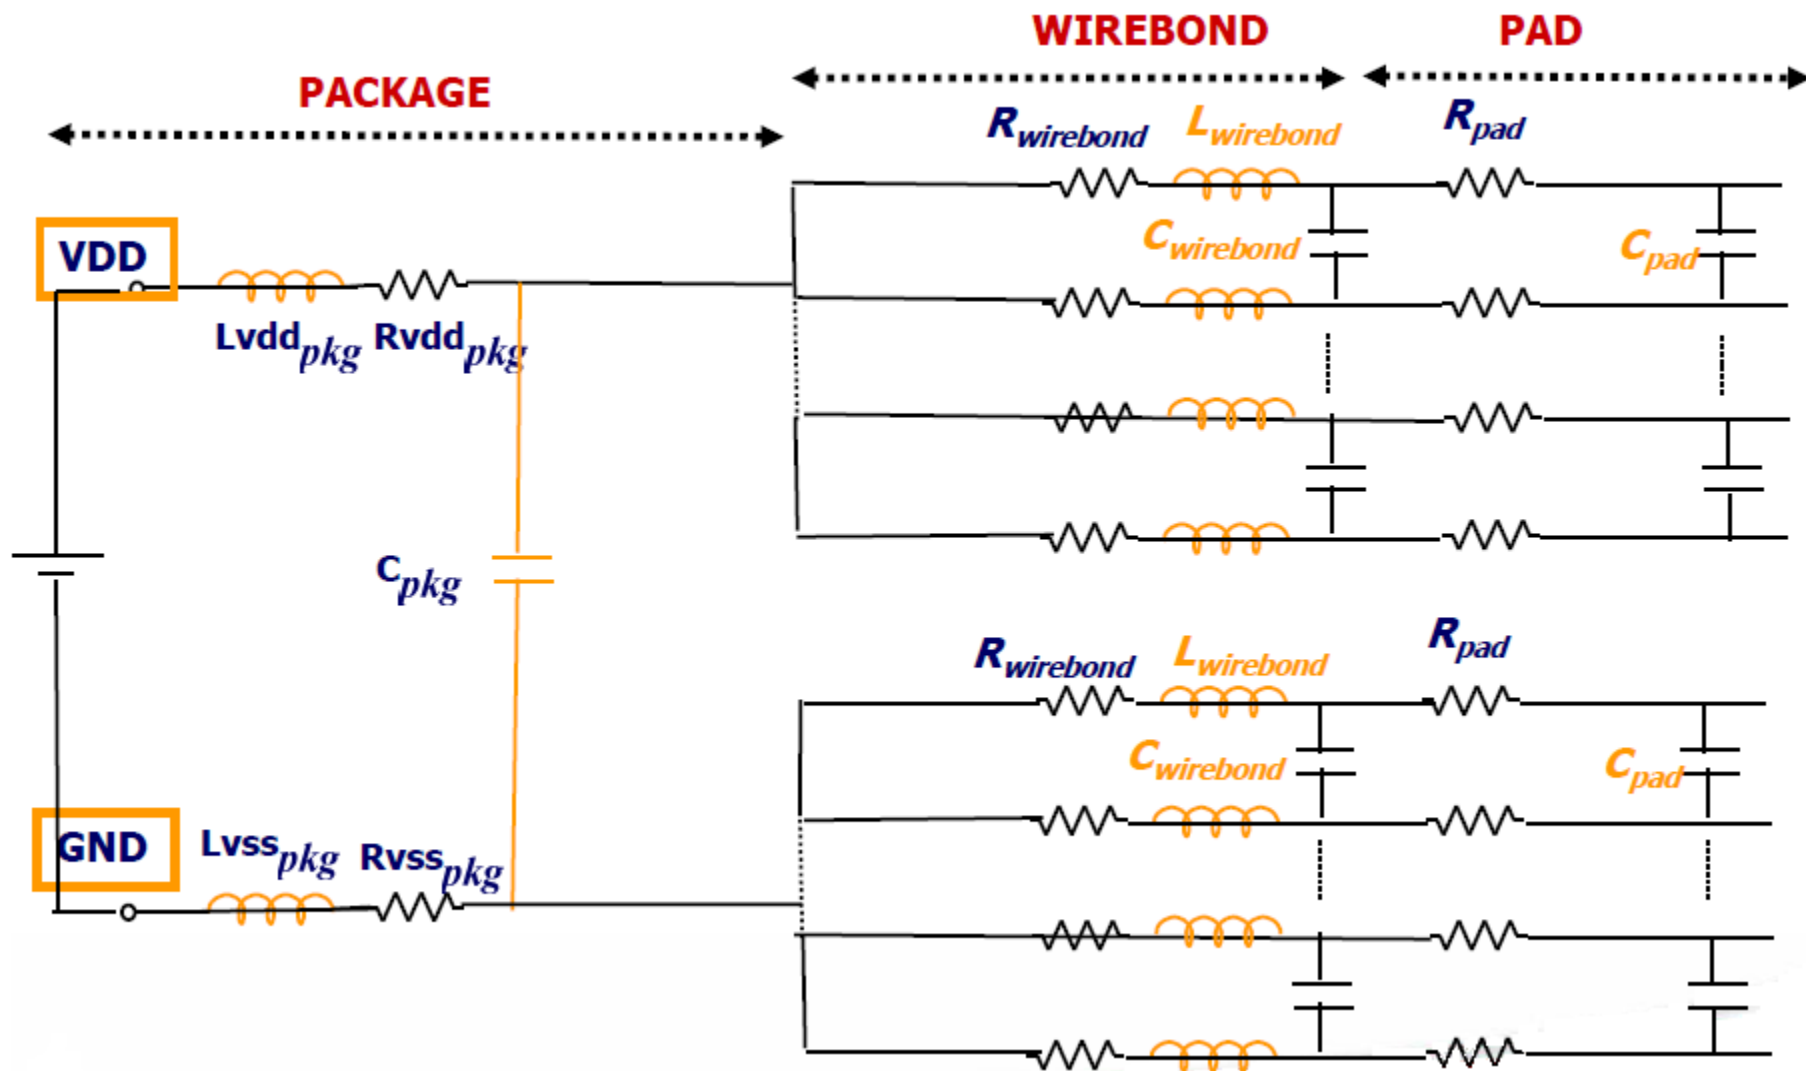 WIREBOND PAD
PACKAGE
Rwirebond Lwirebond Rpad
VDD
Cwirebond Cpad
Lvddpkg Rvddpkg
Cpkg
Rwirebond Lwirebond Rpad
Cwirebond Cpad
GND Lvsspkg Rvsspkg